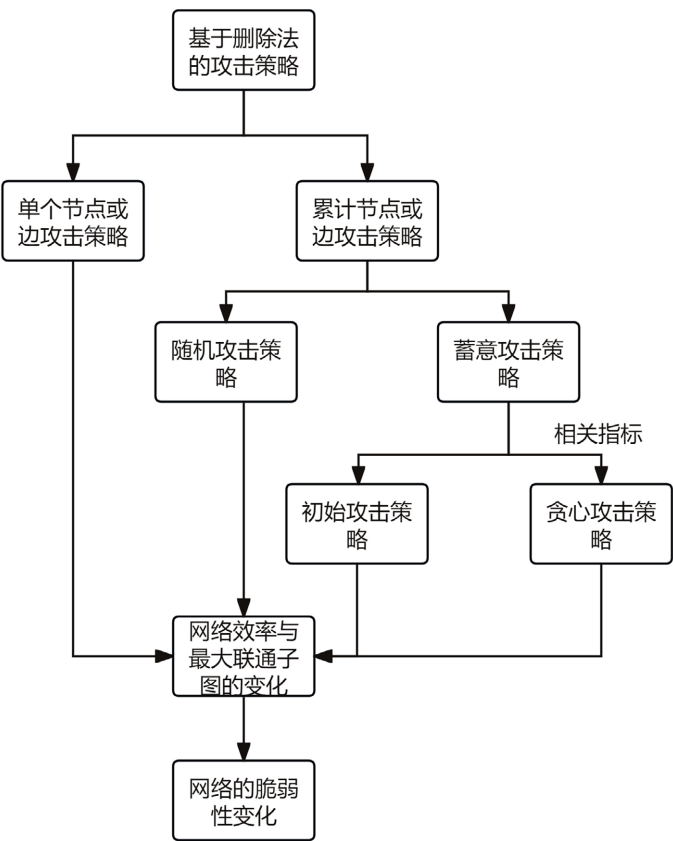 基于删除法
的攻击策略
单个节点或
边攻击策略
累计节点或
边攻击策略
随机攻击策
略
蓄意攻击策
略
相关指标
初始攻击策
略
贪心攻击策
略
网络效率与
最大联通子
图的变化
网络的脆弱
性变化